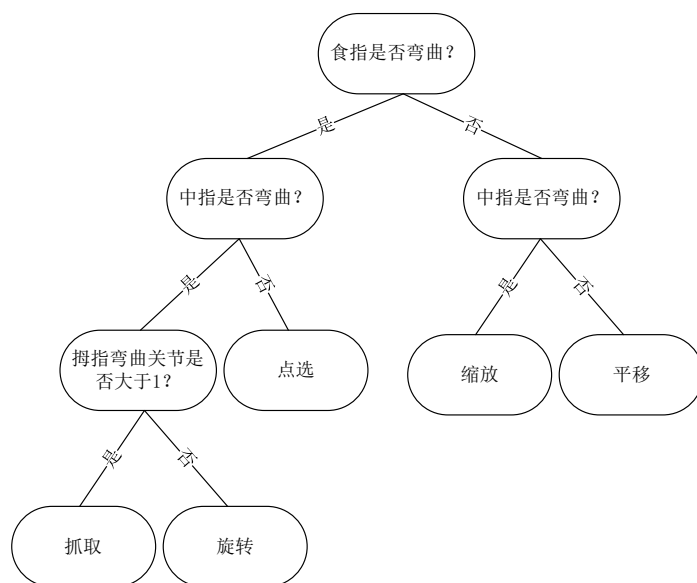 食指是否弯曲？
是
否
中指是否弯曲？
中指是否弯曲？
是
否
是
否
拇指弯曲关节是
否大于1？
点选
缩放
平移
是
否
抓取
旋转